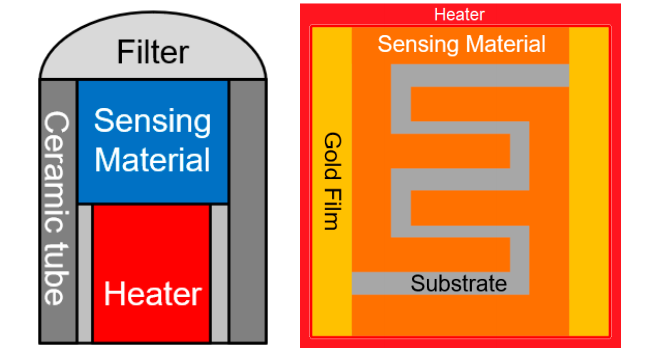 Filter
Sensing
Material
Ceramic tube
Heater
Heater
Sensing Material
Gold Film
Substrate